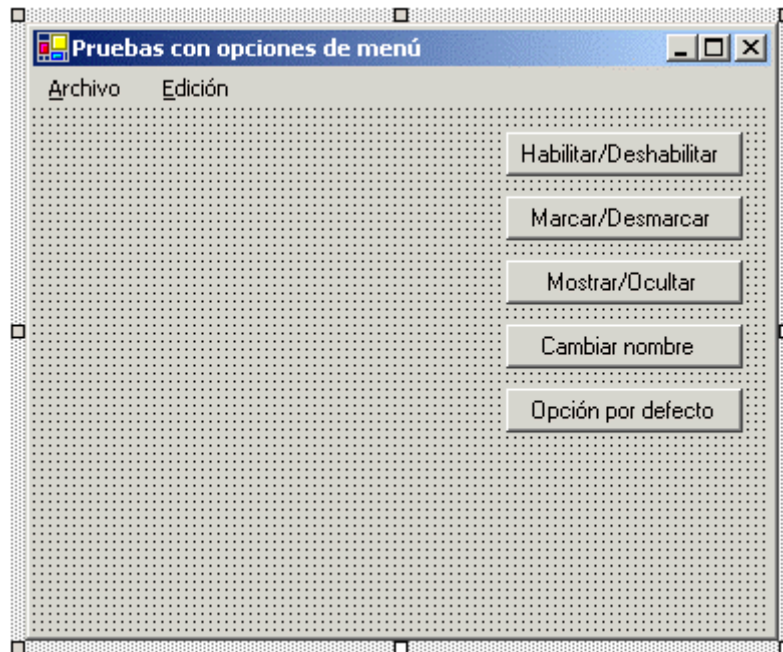 Pruebas con opciones de menú
Archivo Edición
Habilitar/Deshabilitar
Marcar/Desmarcar
Mostrar/Ocultar
Cambiar nombre
Opción por defecto